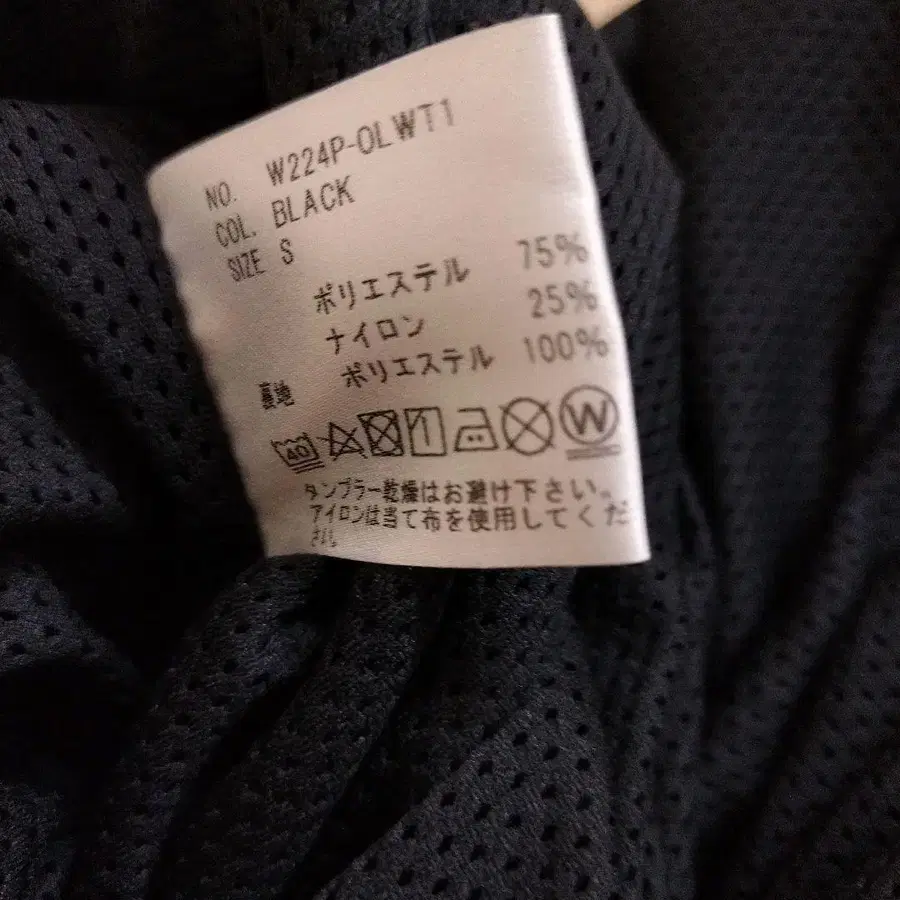 NO. W224P-OLWT1
COL. BLACK
SIZE S
ポリエステル 75%
ナイロン 25%
裏地 ポリエステル 100%
40 W
タンブラー乾燥はお避け下さい。
アイロンは当て布を使用してくだ
さい。